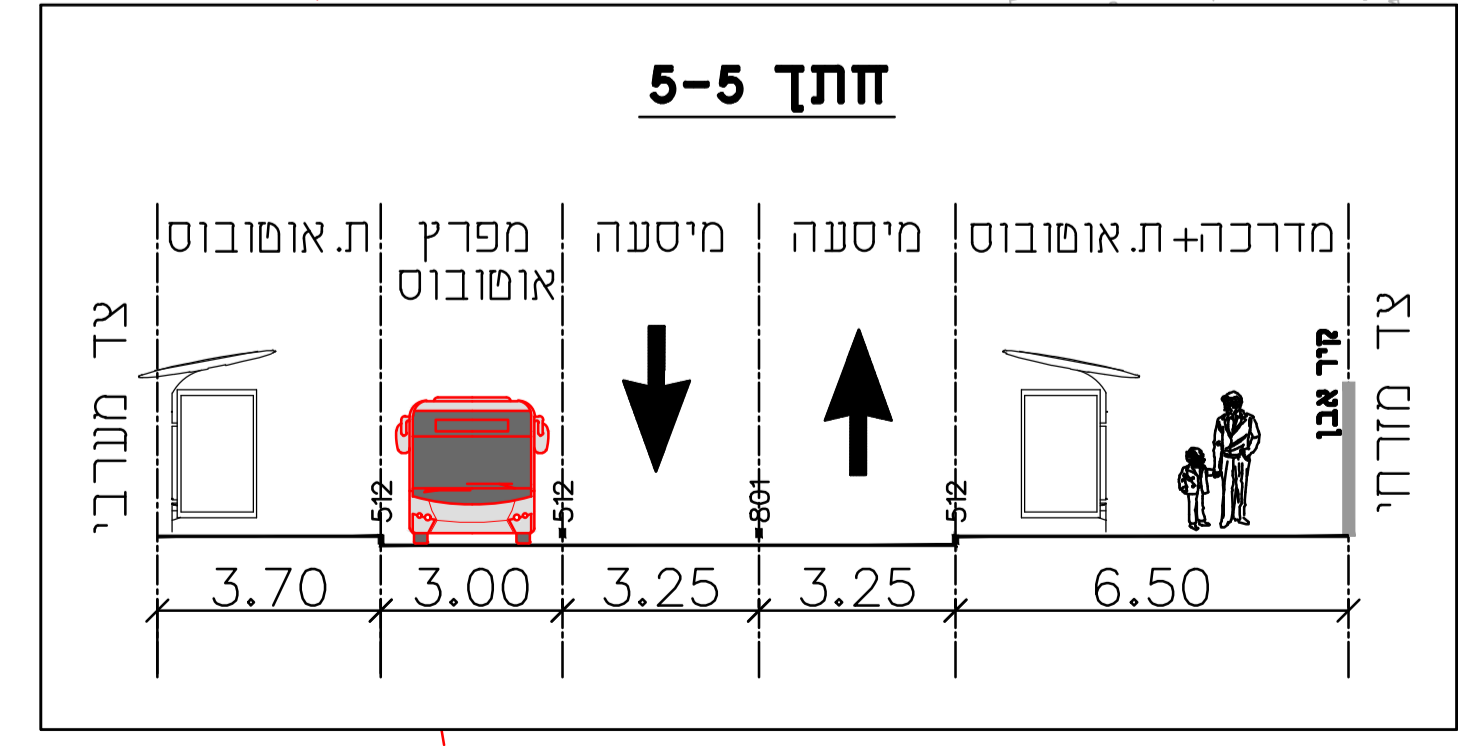 חתך 5-5
מדרכה+ת.אוטובוס
מיסעה
מיסעה
מפרץ
אוטובוס
ת.אוטובוס
צד מזרחי
קיר אבן
צד מערבי
512
801
512
512
6.50
3.25
3.25
3.00
3.70